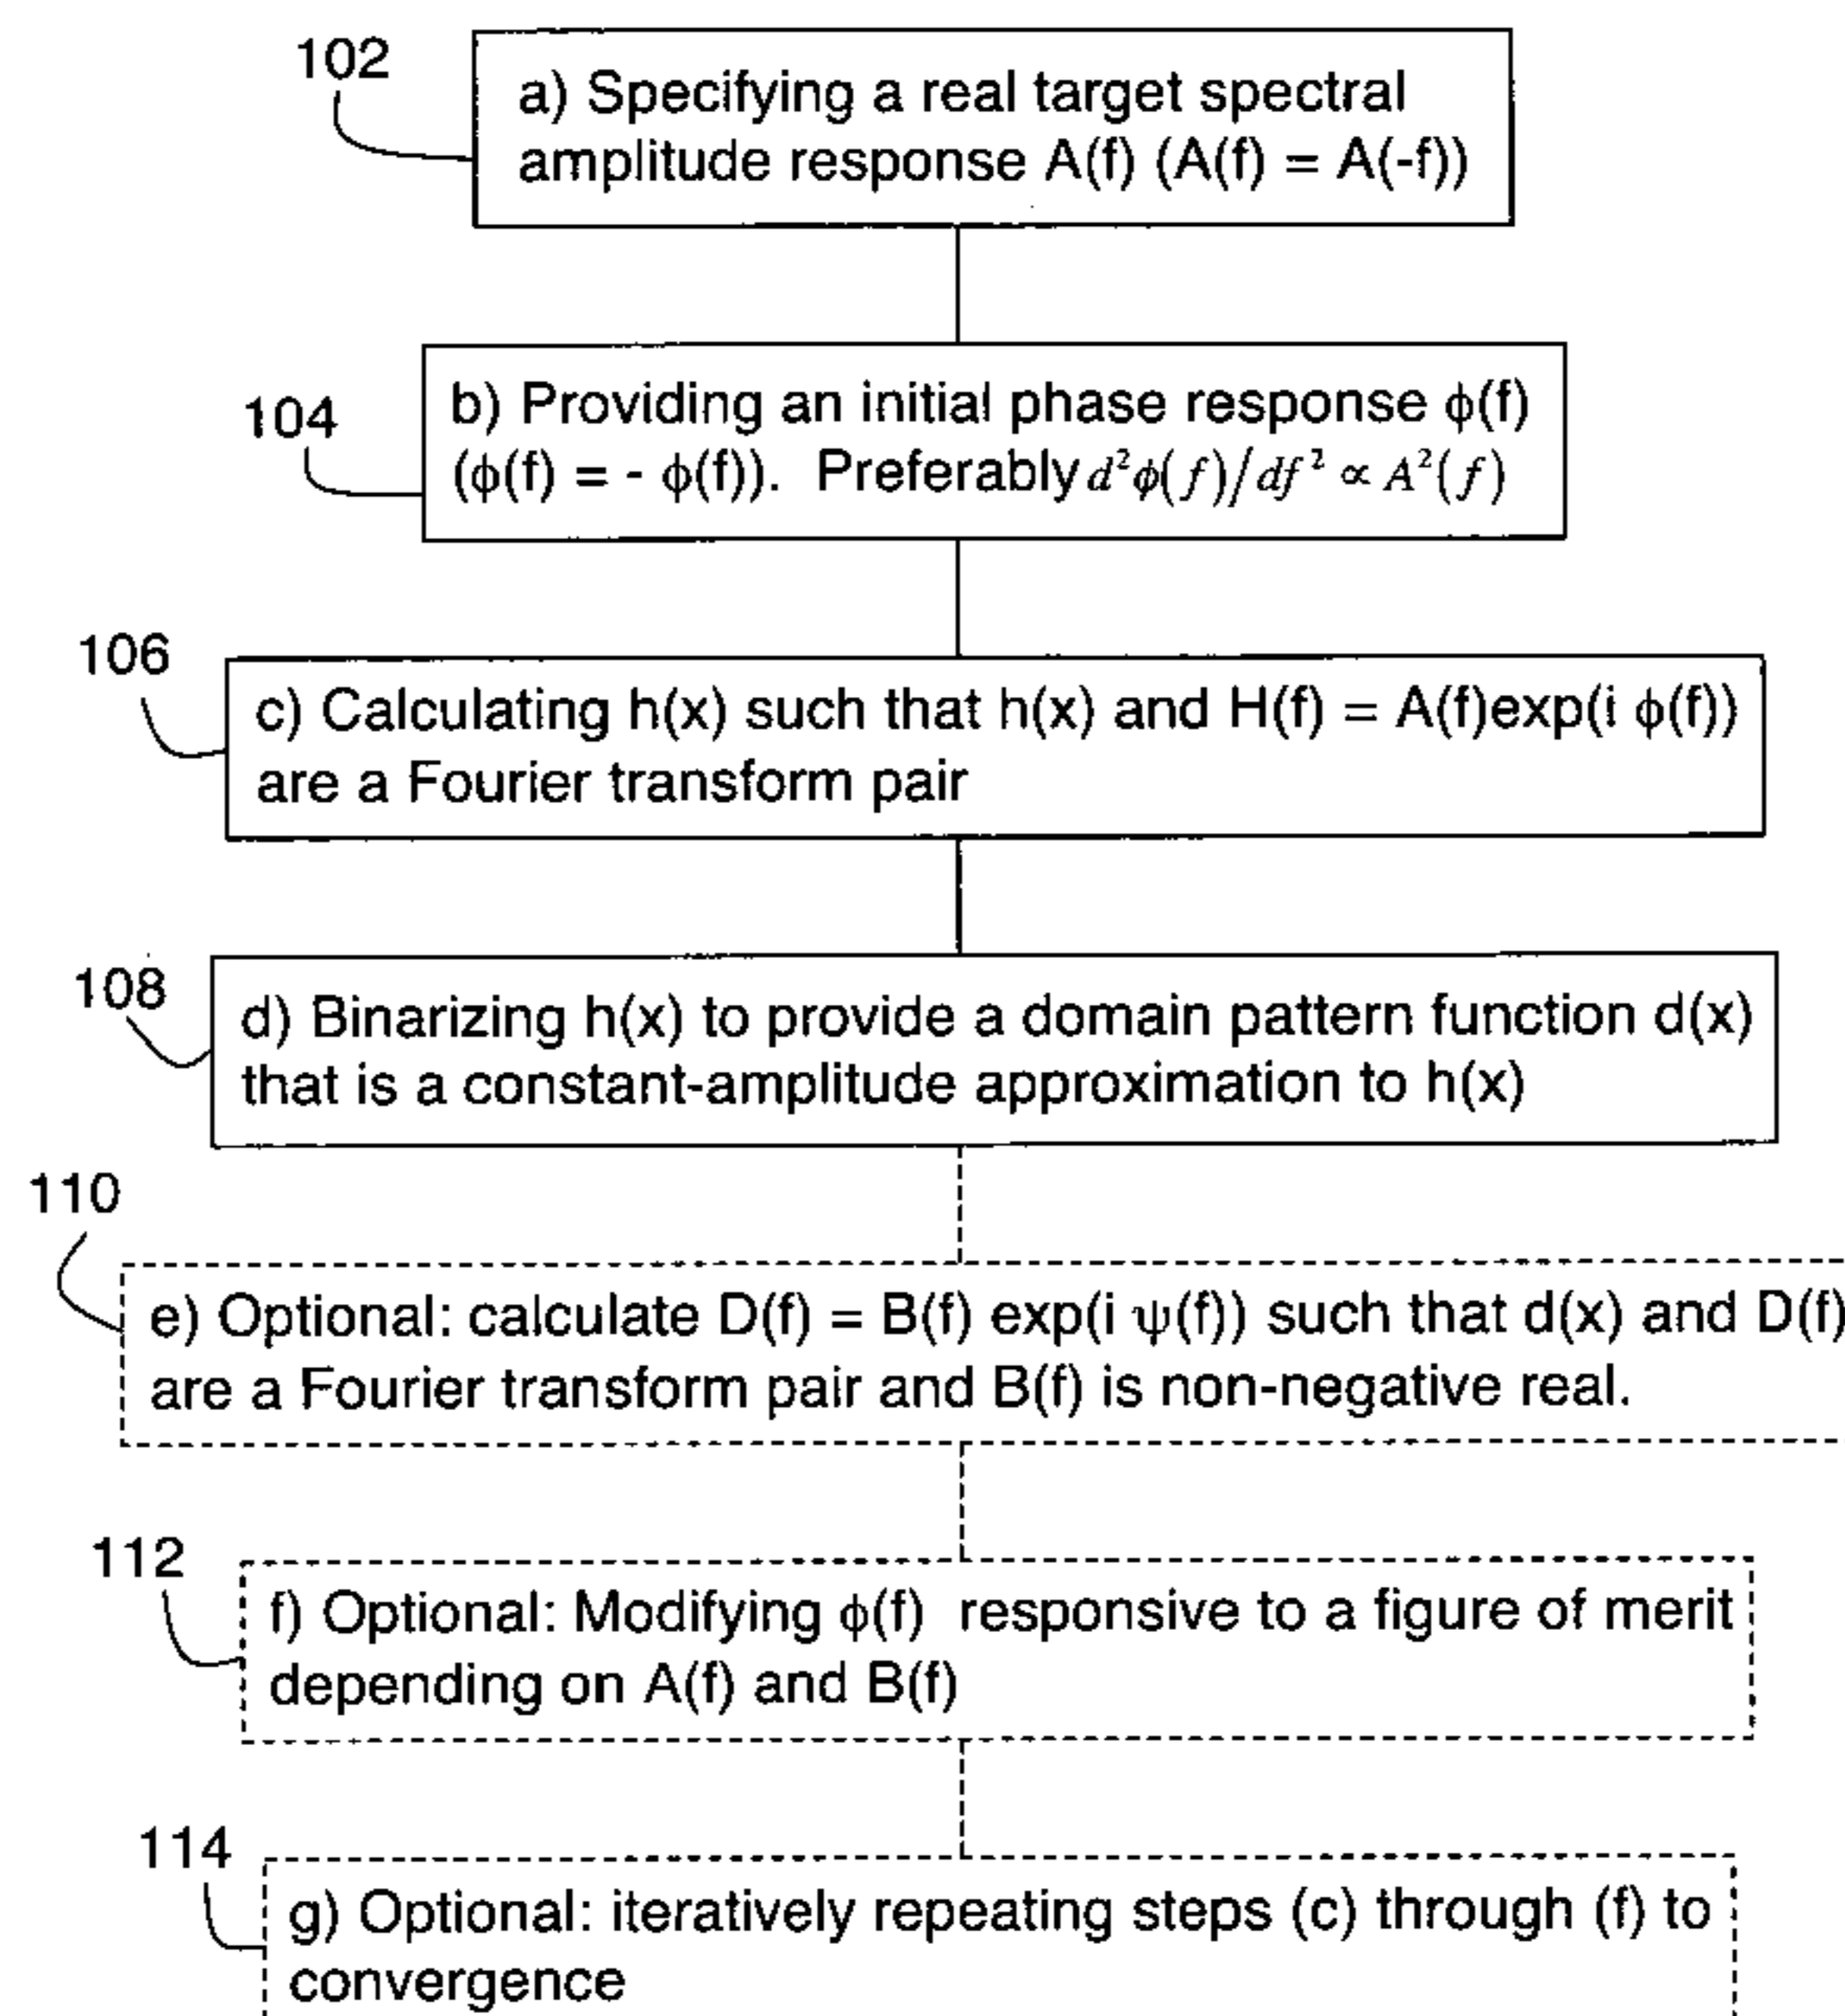 102
a) Specifying a real target spectral
amplitude response A(f) (A(f) = A(-f))
104
b) Providing an initial phase response ϕ(f)
(ϕ(f) = - ϕ(f)). Preferably d²ϕ(f)/df² ∝ A²(f)
106
c) Calculating h(x) such that h(x) and H(f) = A(f)exp(i ϕ(f))
are a Fourier transform pair
108
d) Binarizing h(x) to provide a domain pattern function d(x)
that is a constant-amplitude approximation to h(x)
110
e) Optional: calculate D(f) = B(f) exp(i ψ(f)) such that d(x) and D(f)
are a Fourier transform pair and B(f) is non-negative real.
112
f) Optional: Modifying ϕ(f) responsive to a figure of merit
depending on A(f) and B(f)
114
g) Optional: iteratively repeating steps (c) through (f) to
convergence